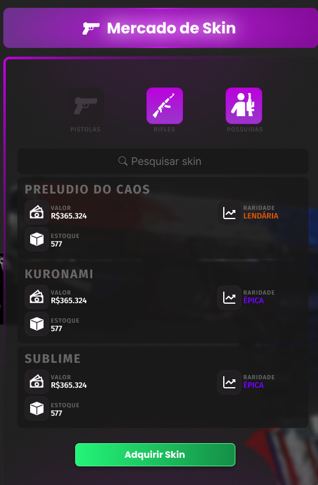 Mercado de Skin
PISTOLAS
RIFLES
POSSUIDAS
Pesquisar skin
PRELUDIO DO CAOS
VALOR
R$365.324
RARIDADE
LENDÁRIA
ESTOQUE
577
KURONAMI
VALOR
R$365.324
RARIDADE
ÉPICA
ESTOQUE
577
SUBLIME
VALOR
R$365.324
RARIDADE
ÉPICA
ESTOQUE
577
Adquirir Skin